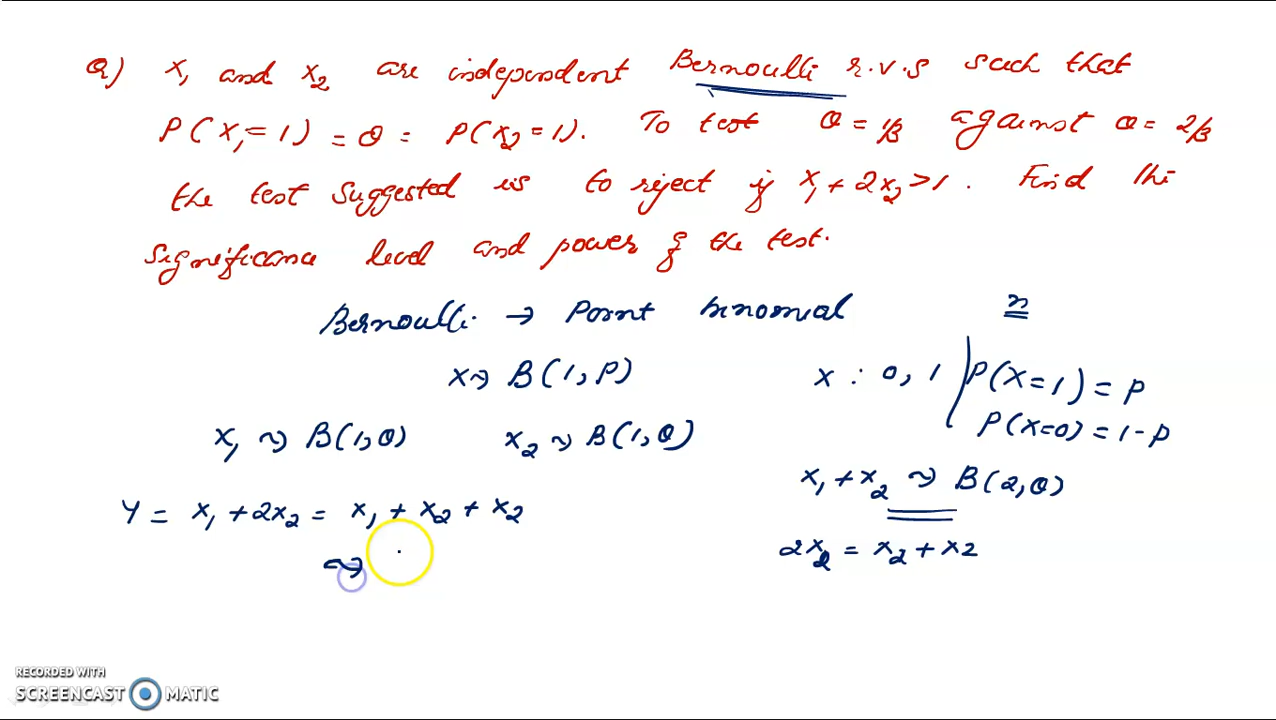 Q) X₁ and X₂ are independent Bernoulli r.v.s such that
P(X₁=1) = θ = P(X₂=1). To test θ = 1/3 against θ = 2/3
the test suggested is to reject if X₁ + 2X₂ > 1. Find the
significance level and power of the test.
Bernoulli → Point binomial n
X ~ B(1, P) X : 0, 1 P(X=1) = P
P(X=0) = 1-P
X₁ ~ B(1, θ) X₂ ~ B(1, θ)
X₁ + X₂ ~ B(2, θ)
Y = X₁ + 2X₂ = X₁ + X₂ + X₂
2X₂ = X₂ + X₂
~
RECORDED WITH
SCREENCAST MATIC